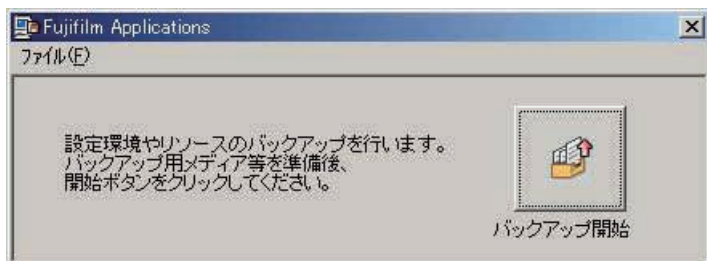 Fujifilm Applications
ファイル(F)
設定環境やリソースのバックアップを行います。
バックアップ用メディア等を準備後、
開始ボタンをクリックしてください。
バックアップ開始